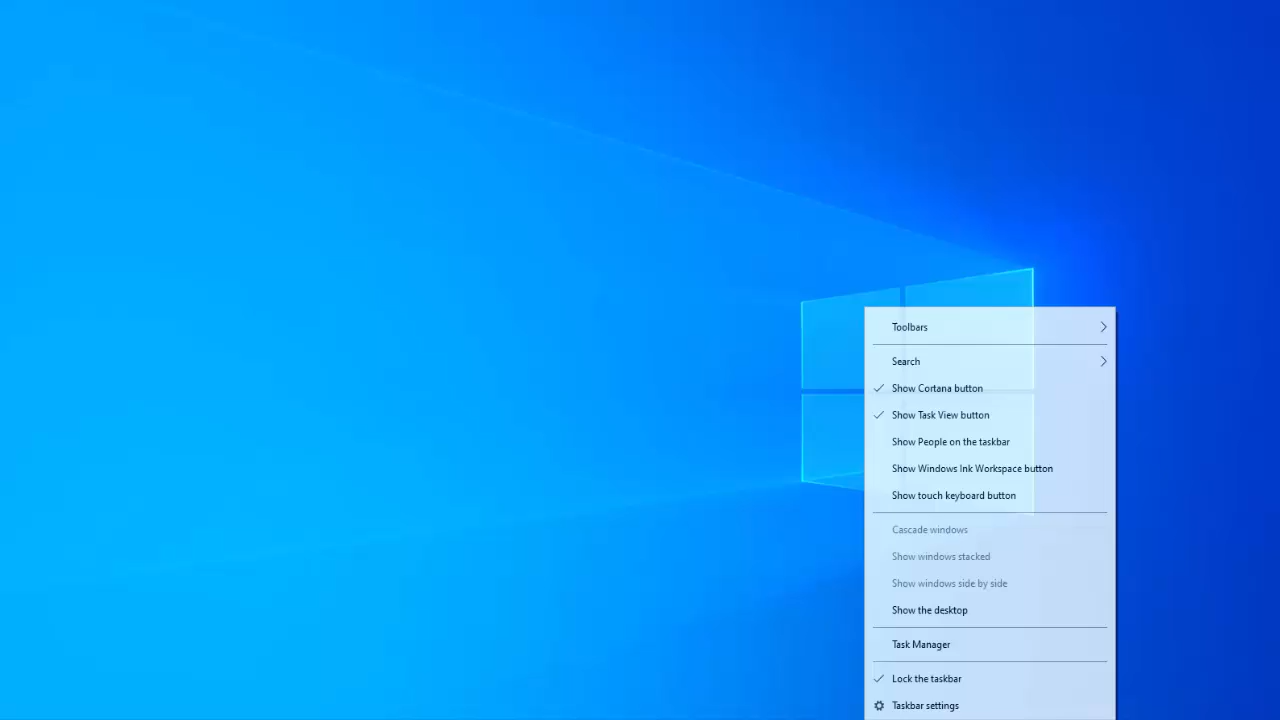 Toolbars
Search
Show Cortana button
Show Task View button
Show People on the taskbar
Show Windows Ink Workspace button
Show touch keyboard button
Cascade windows
Show windows stacked
Show windows side by side
Show the desktop
Task Manager
Lock the taskbar
Taskbar settings